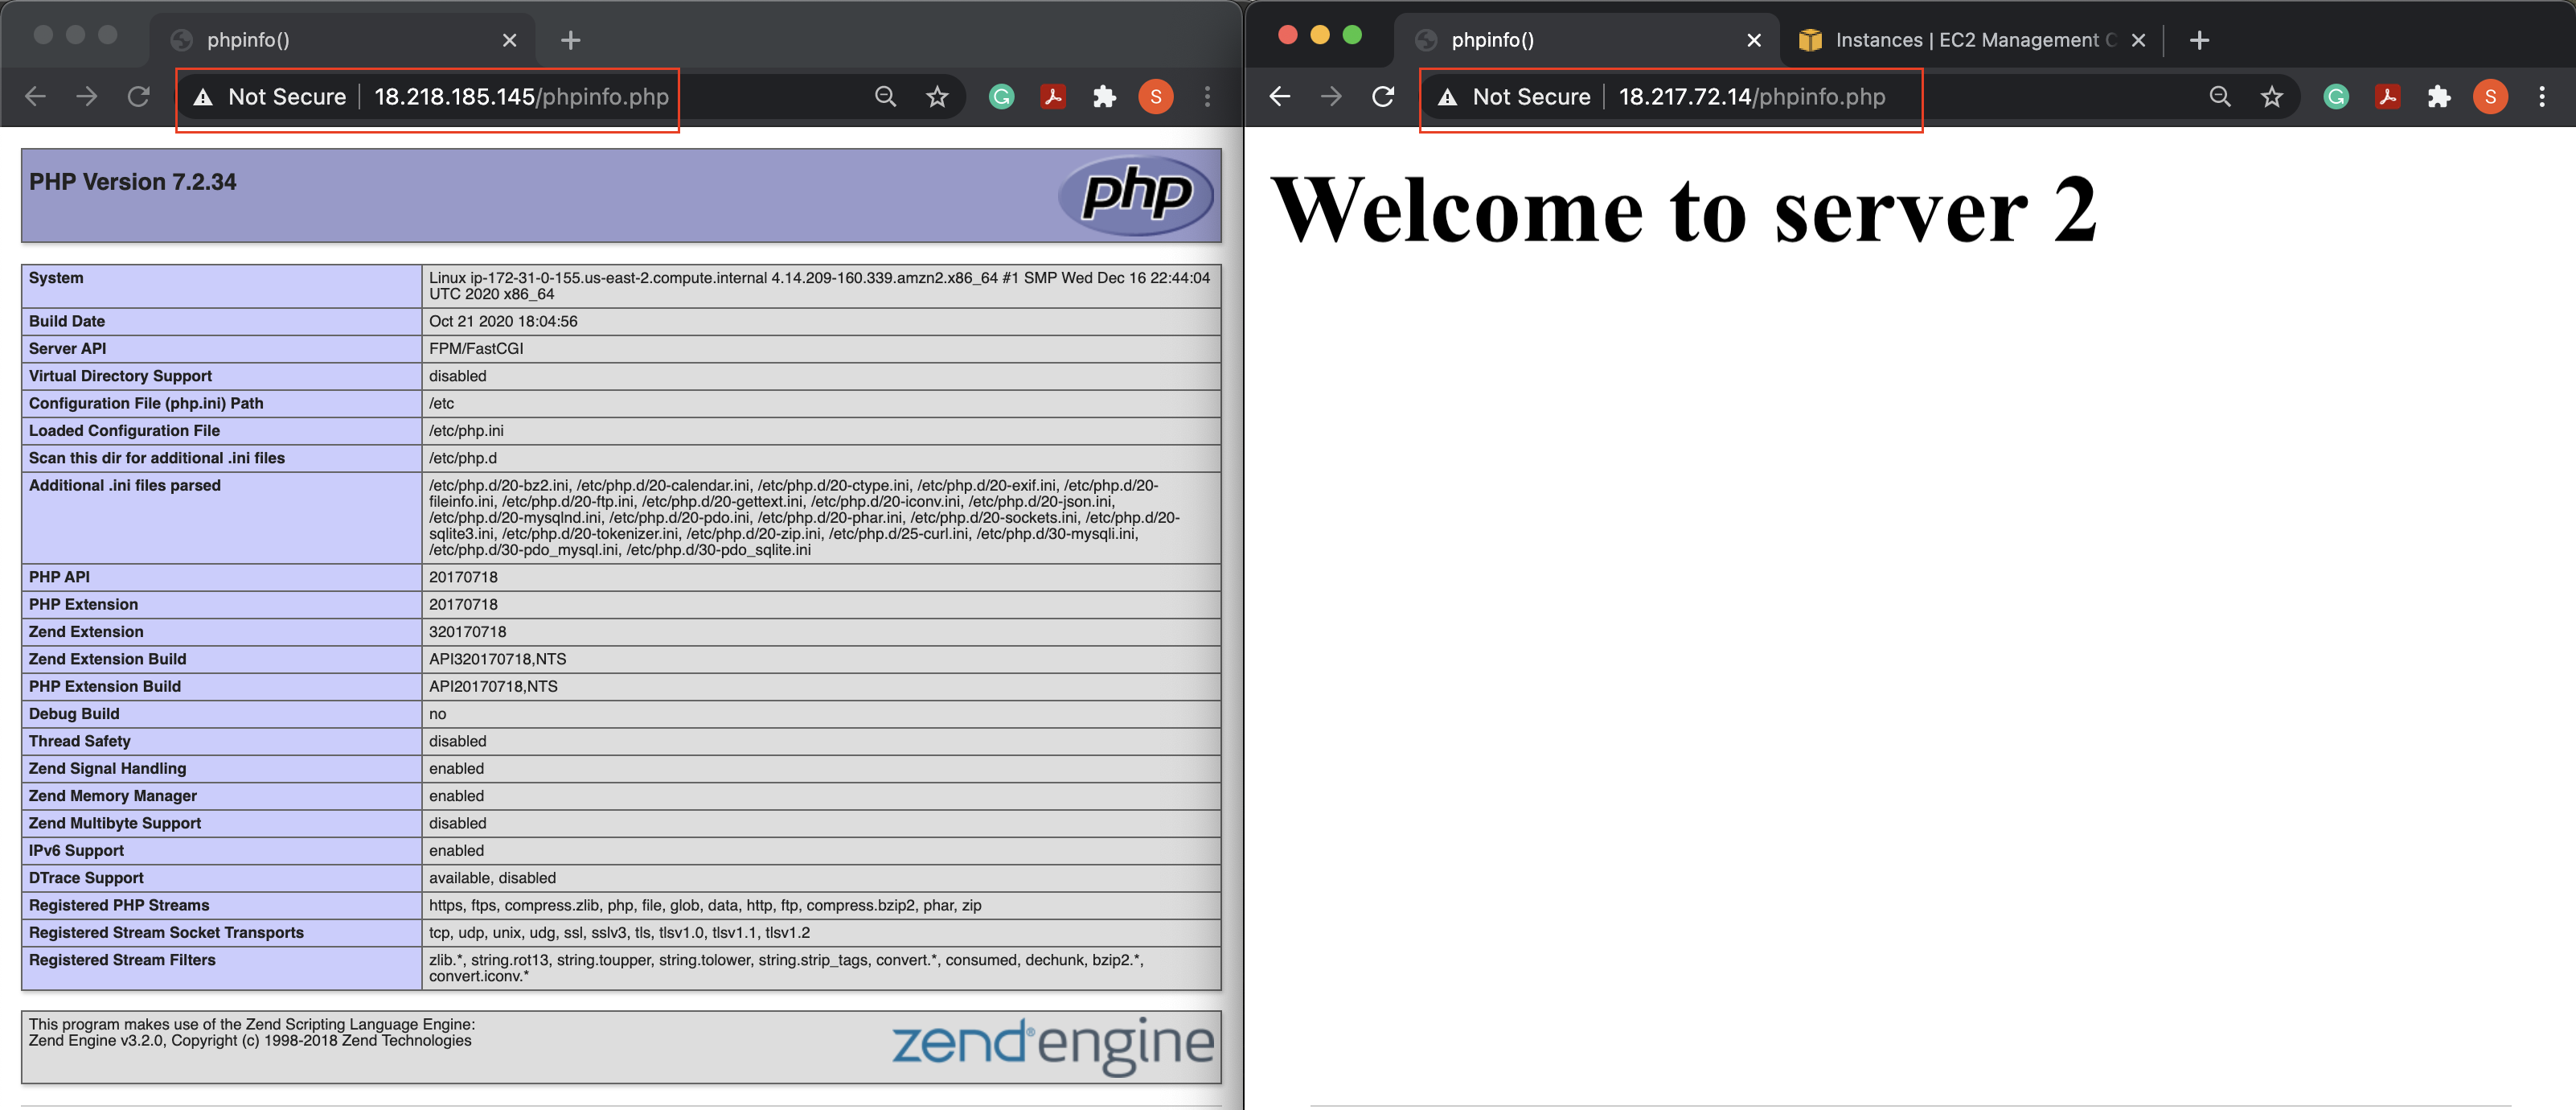 phpinfo()
Not Secure 18.218.185.145/phpinfo.php
S
PHP Version 7.2.34
php
System Linux ip-172-31-0-155.us-east-2.compute.internal 4.14.209-160.339.amzn2.x86_64 #1 SMP Wed Dec 16 22:44:04
UTC 2020 x86_64
Build Date Oct 21 2020 18:04:56
Server API FPM/FastCGI
Virtual Directory Support disabled
Configuration File (php.ini) Path /etc
Loaded Configuration File /etc/php.ini
Scan this dir for additional .ini files /etc/php.d
Additional .ini files parsed /etc/php.d/20-bz2.ini, /etc/php.d/20-calendar.ini, /etc/php.d/20-ctype.ini, /etc/php.d/20-exif.ini, /etc/php.d/20-
fileinfo.ini, /etc/php.d/20-ftp.ini, /etc/php.d/20-gettext.ini, /etc/php.d/20-iconv.ini, /etc/php.d/20-json.ini,
/etc/php.d/20-mysqlnd.ini, /etc/php.d/20-pdo.ini, /etc/php.d/20-phar.ini, /etc/php.d/20-sockets.ini, /etc/php.d/20-
sqlite3.ini, /etc/php.d/20-tokenizer.ini, /etc/php.d/20-zip.ini, /etc/php.d/25-curl.ini, /etc/php.d/30-mysqli.ini,
/etc/php.d/30-pdo_mysql.ini, /etc/php.d/30-pdo_sqlite.ini
PHP API 20170718
PHP Extension 20170718
Zend Extension 320170718
Zend Extension Build API320170718,NTS
PHP Extension Build API20170718,NTS
Debug Build no
Thread Safety disabled
Zend Signal Handling enabled
Zend Memory Manager enabled
Zend Multibyte Support disabled
IPv6 Support enabled
DTrace Support available, disabled
Registered PHP Streams https, ftps, compress.zlib, php, file, glob, data, http, ftp, compress.bzip2, phar, zip
Registered Stream Socket Transports tcp, udp, unix, udg, ssl, sslv3, tls, tlsv1.0, tlsv1.1, tlsv1.2
Registered Stream Filters zlib.*, string.rot13, string.toupper, string.tolower, string.strip_tags, convert.*, consumed, dechunk, bzip2.*,
convert.iconv.*
This program makes use of the Zend Scripting Language Engine:
Zend Engine v3.2.0, Copyright (c) 1998-2018 Zend Technologies
zend® engine
phpinfo() Instances | EC2 Management C
Not Secure 18.217.72.14/phpinfo.php
S
Welcome to server 2